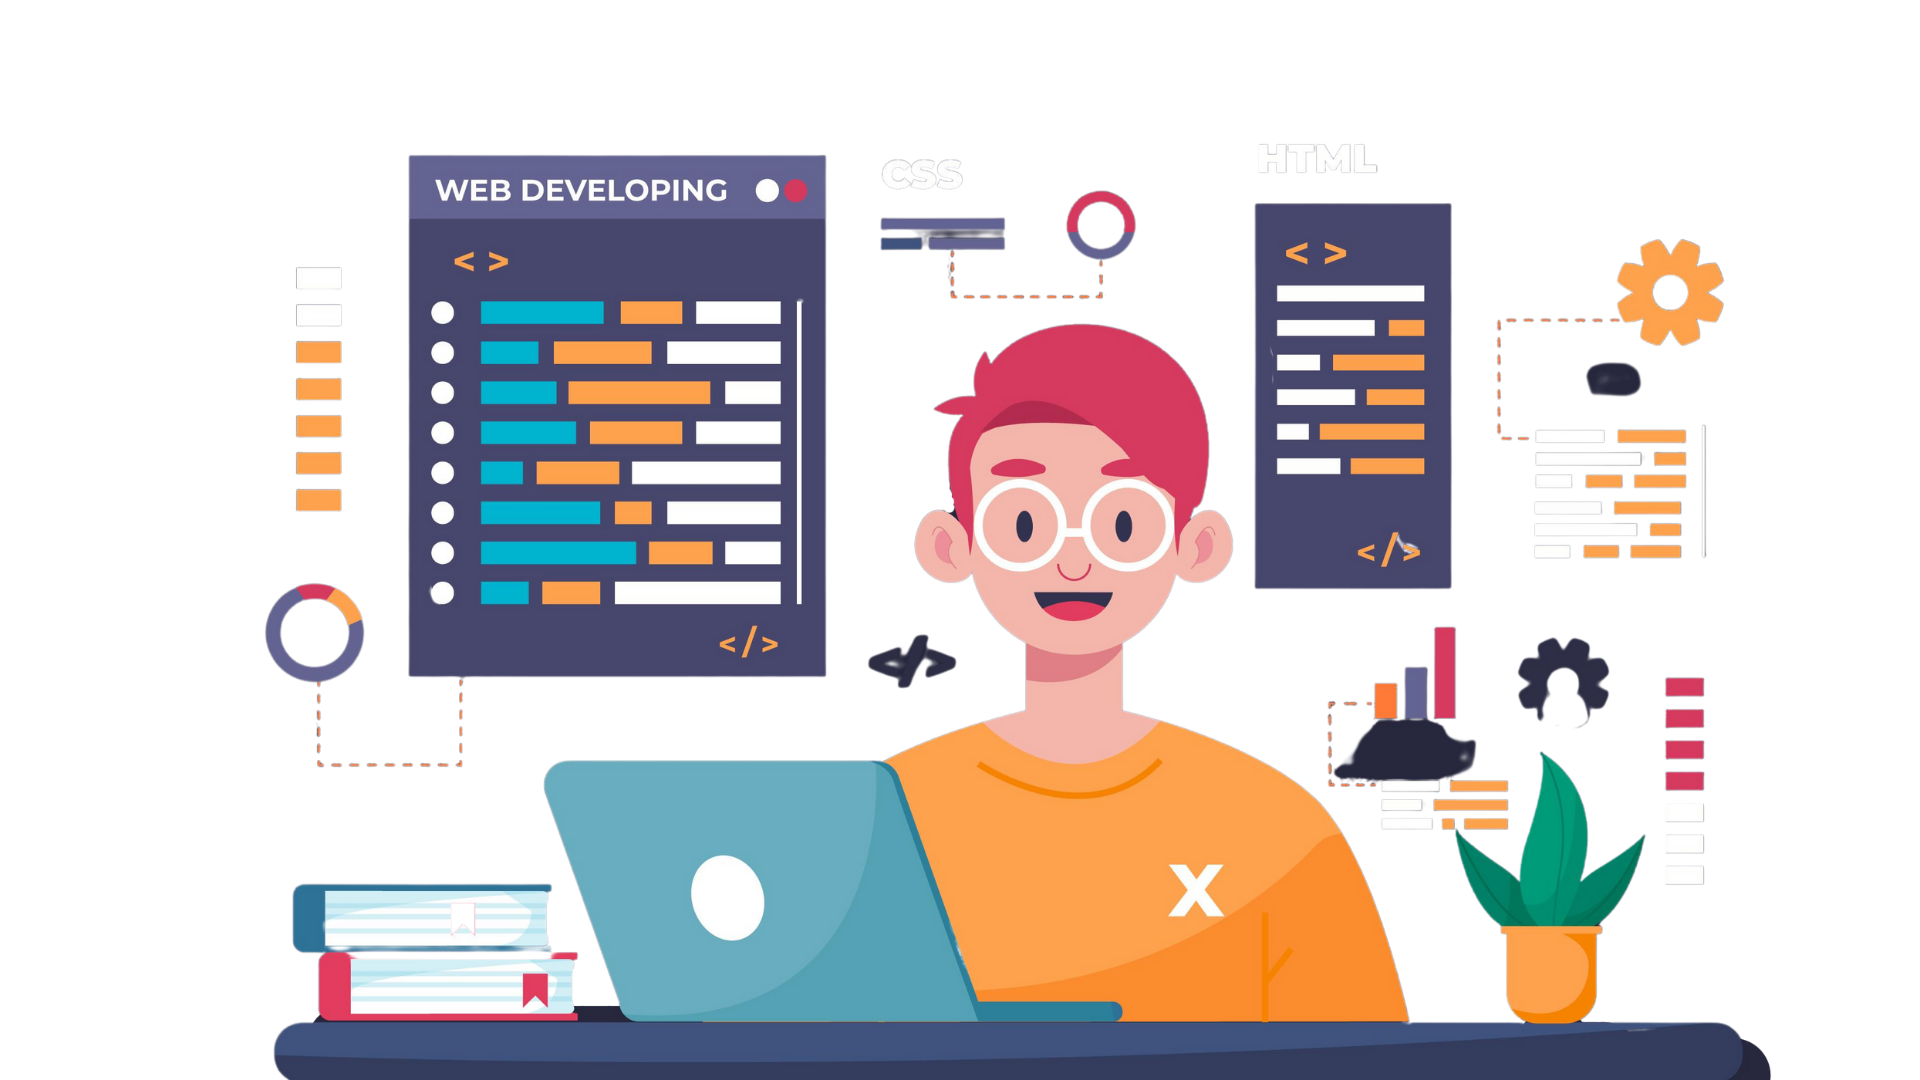 WEB DEVELOPING
< >
</>
CSS
HTML
< >
</>
</>
X